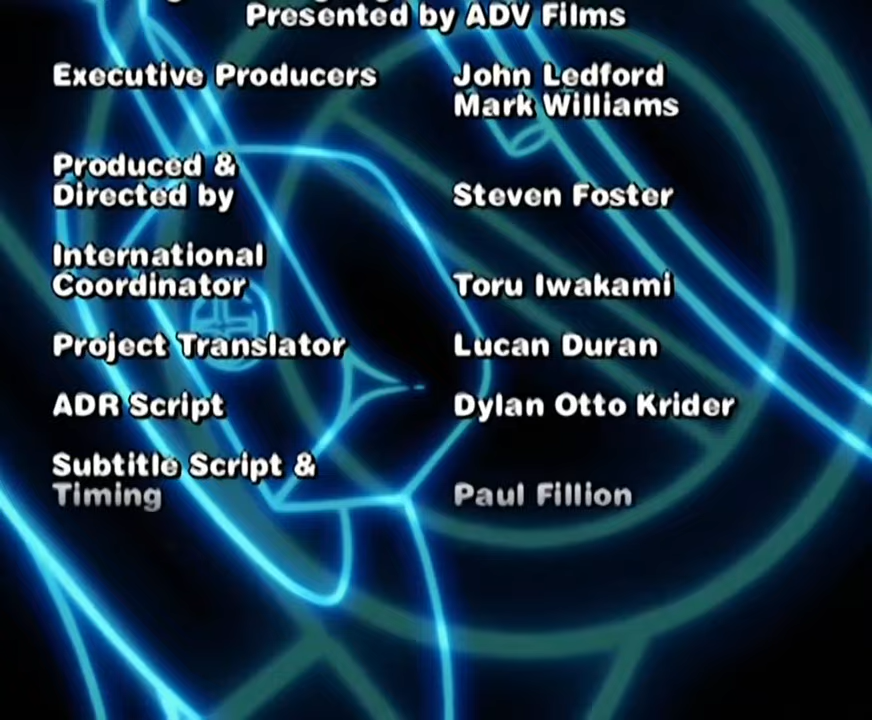 Presented by ADV Films
Executive Producers John Ledford
Mark Williams
Produced &
Directed by Steven Foster
International
Coordinator Toru Iwakami
Project Translator Lucan Duran
ADR Script Dylan Otto Krider
Subtitle Script &
Timing Paul Fillion